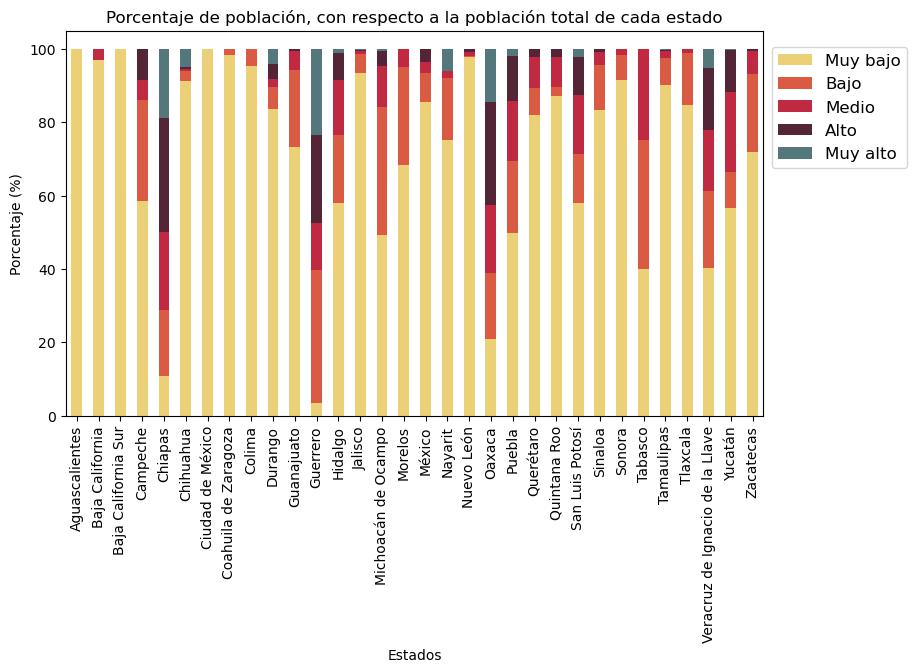 Porcentaje de población, con respecto a la población total de cada estado
100
80
60
40
20
0
Porcentaje (%)
Muy bajo
Bajo
Medio
Alto
Muy alto
Aguascalientes
Baja California
Baja California Sur
Campeche
Chiapas
Chihuahua
Ciudad de México
Coahuila de Zaragoza
Colima
Durango
Guanajuato
Guerrero
Hidalgo
Jalisco
Michoacán de Ocampo
Morelos
México
Nayarit
Nuevo León
Oaxaca
Puebla
Querétaro
Quintana Roo
San Luis Potosí
Sinaloa
Sonora
Tabasco
Tamaulipas
Tlaxcala
Veracruz de Ignacio de la Llave
Yucatán
Zacatecas
Estados